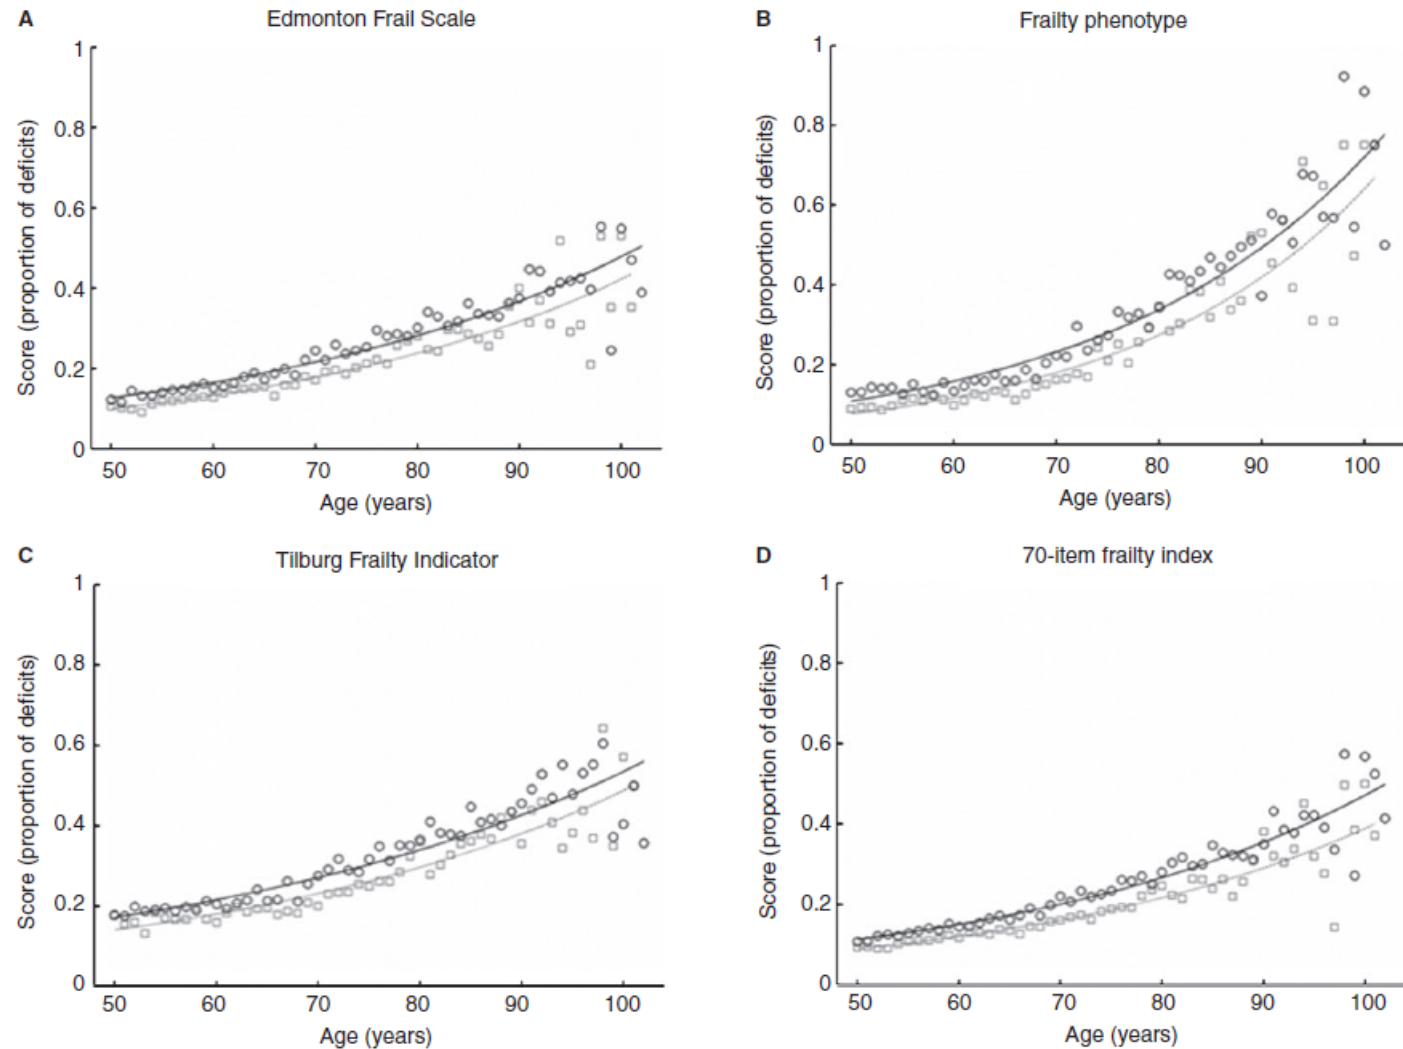 A Edmonton Frail Scale
1
0.8
0.6
0.4
0.2
0
Score (proportion of deficits)
50 60 70 80 90 100
Age (years)
B Frailty phenotype
1
0.8
0.6
0.4
0.2
0
Score (proportion of deficits)
50 60 70 80 90 100
Age (years)
C Tilburg Frailty Indicator
1
0.8
0.6
0.4
0.2
0
Score (proportion of deficits)
50 60 70 80 90 100
Age (years)
D 70-item frailty index
1
0.8
0.6
0.4
0.2
0
Score (proportion of deficits)
50 60 70 80 90 100
Age (years)